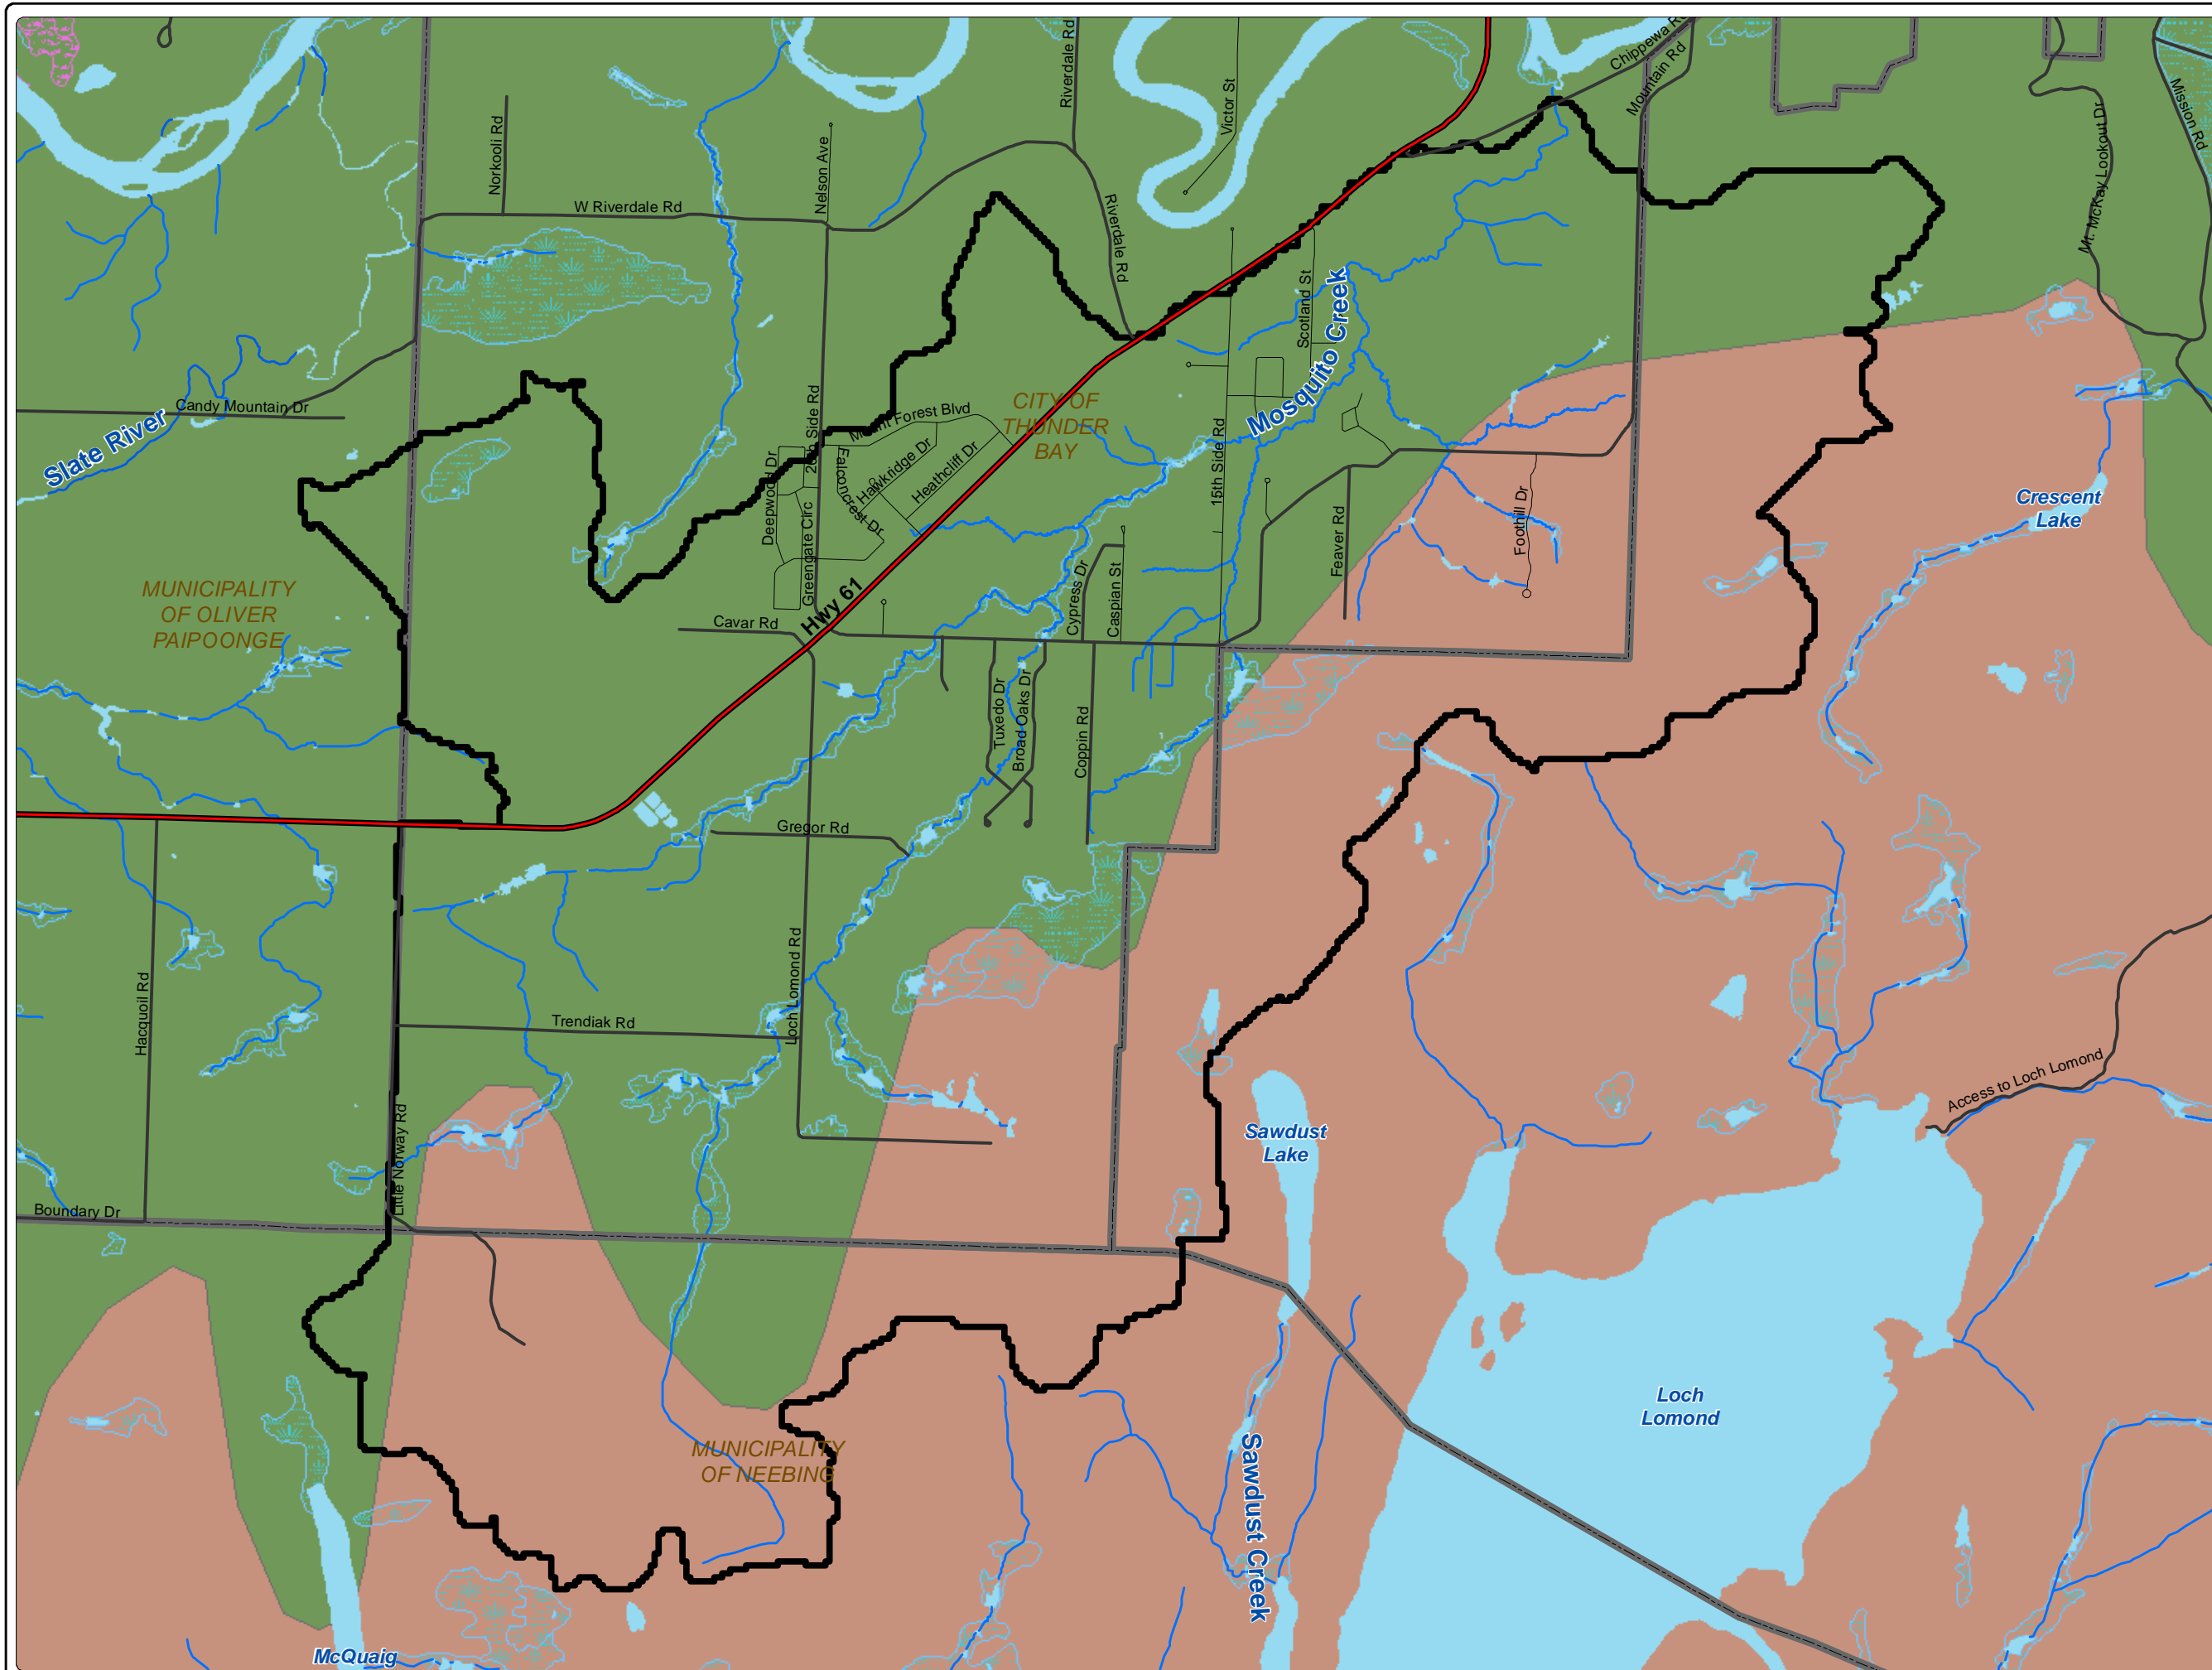 Chippewa Rd
Mountain Rd
Riverdale Rd
Victor St
Mission Rd
Norkooli Rd
Nelson Ave
Mt. McKay Lookout Dr
W Riverdale Rd
Riverdale Rd
Scotland St
Mosquito Creek
Candy Mountain Dr
Slate River
CITY OF
THUNDER
BAY
Mount Forest Blvd
25th Side Rd
Hawkridge Dr
Heathcliff Dr
Falconcrest Dr
Deepwood Dr
Greengate Circ
15th Side Rd
Foothill Dr
Feaver Rd
Crescent
Lake
MUNICIPALITY
OF OLIVER
PAIPOONGE
Cypress Dr
Caspian St
Hwy 61
Cavar Rd
Tuxedo Dr
Broad Oaks Dr
Coppin Rd
Gregor Rd
Hacquoil Rd
Loch Lomond Rd
Trendiak Rd
Access to Loch Lomond
Little Norway Rd
Sawdust
Lake
Boundary Dr
Loch
Lomond
MUNICIPALITY
OF NEEBING
Sawdust Creek
McQuaig